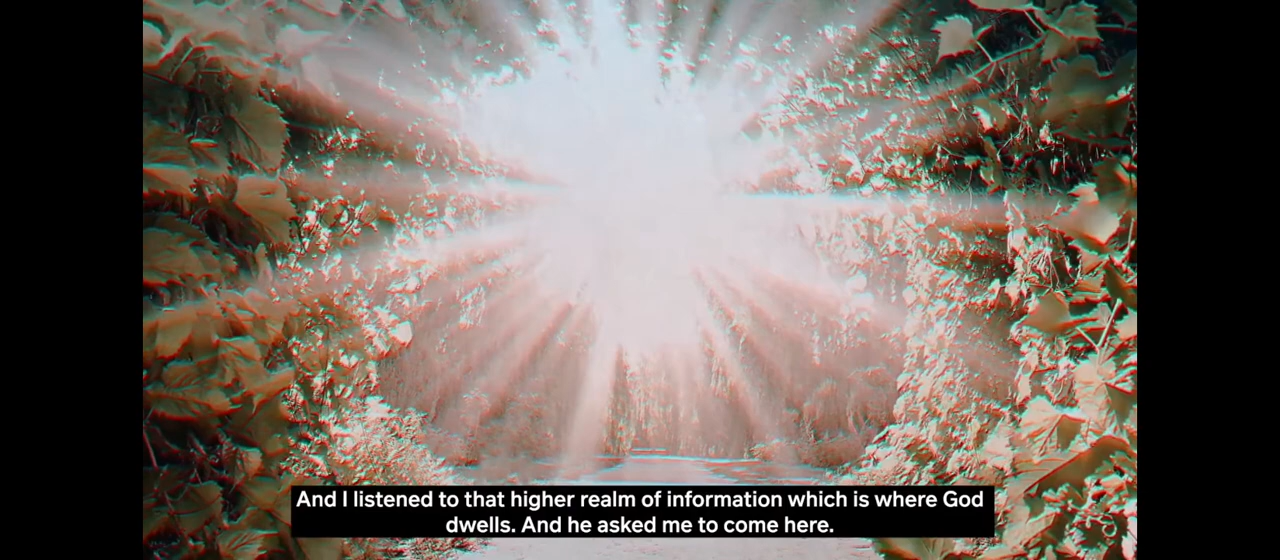 And I listened to that higher realm of information which is where God
dwells. And he asked me to come here.